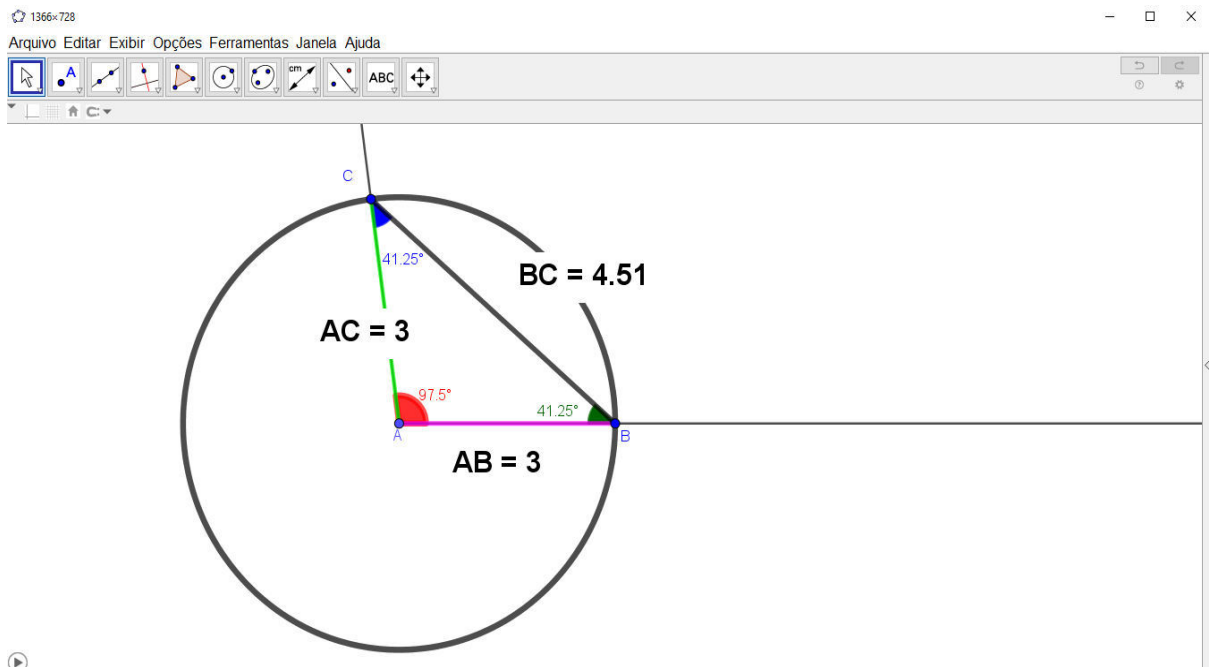 1366×728
Arquivo Editar Exibir Opções Ferramentas Janela Ajuda
A
cm
ABC
C
41.25°
BC = 4.51
AC = 3
97.5°
41.25°
A
B
AB = 3